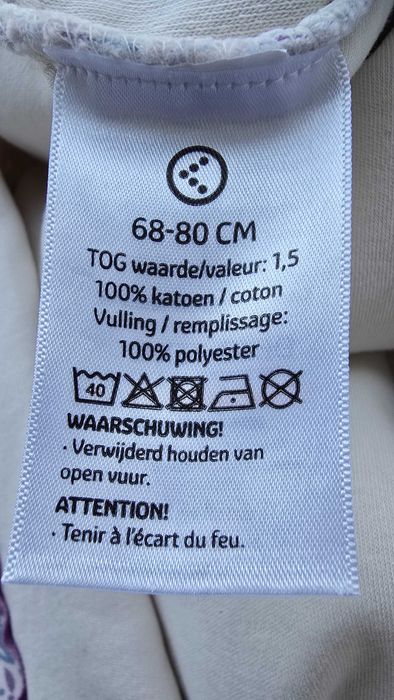 68-80 CM
TOG waarde/valeur: 1,5
100% katoen / coton
Vulling / remplissage:
100% polyester
40
WAARSCHUWING!
· Verwijderd houden van
open vuur.
ATTENTION!
· Tenir à l'écart du feu.